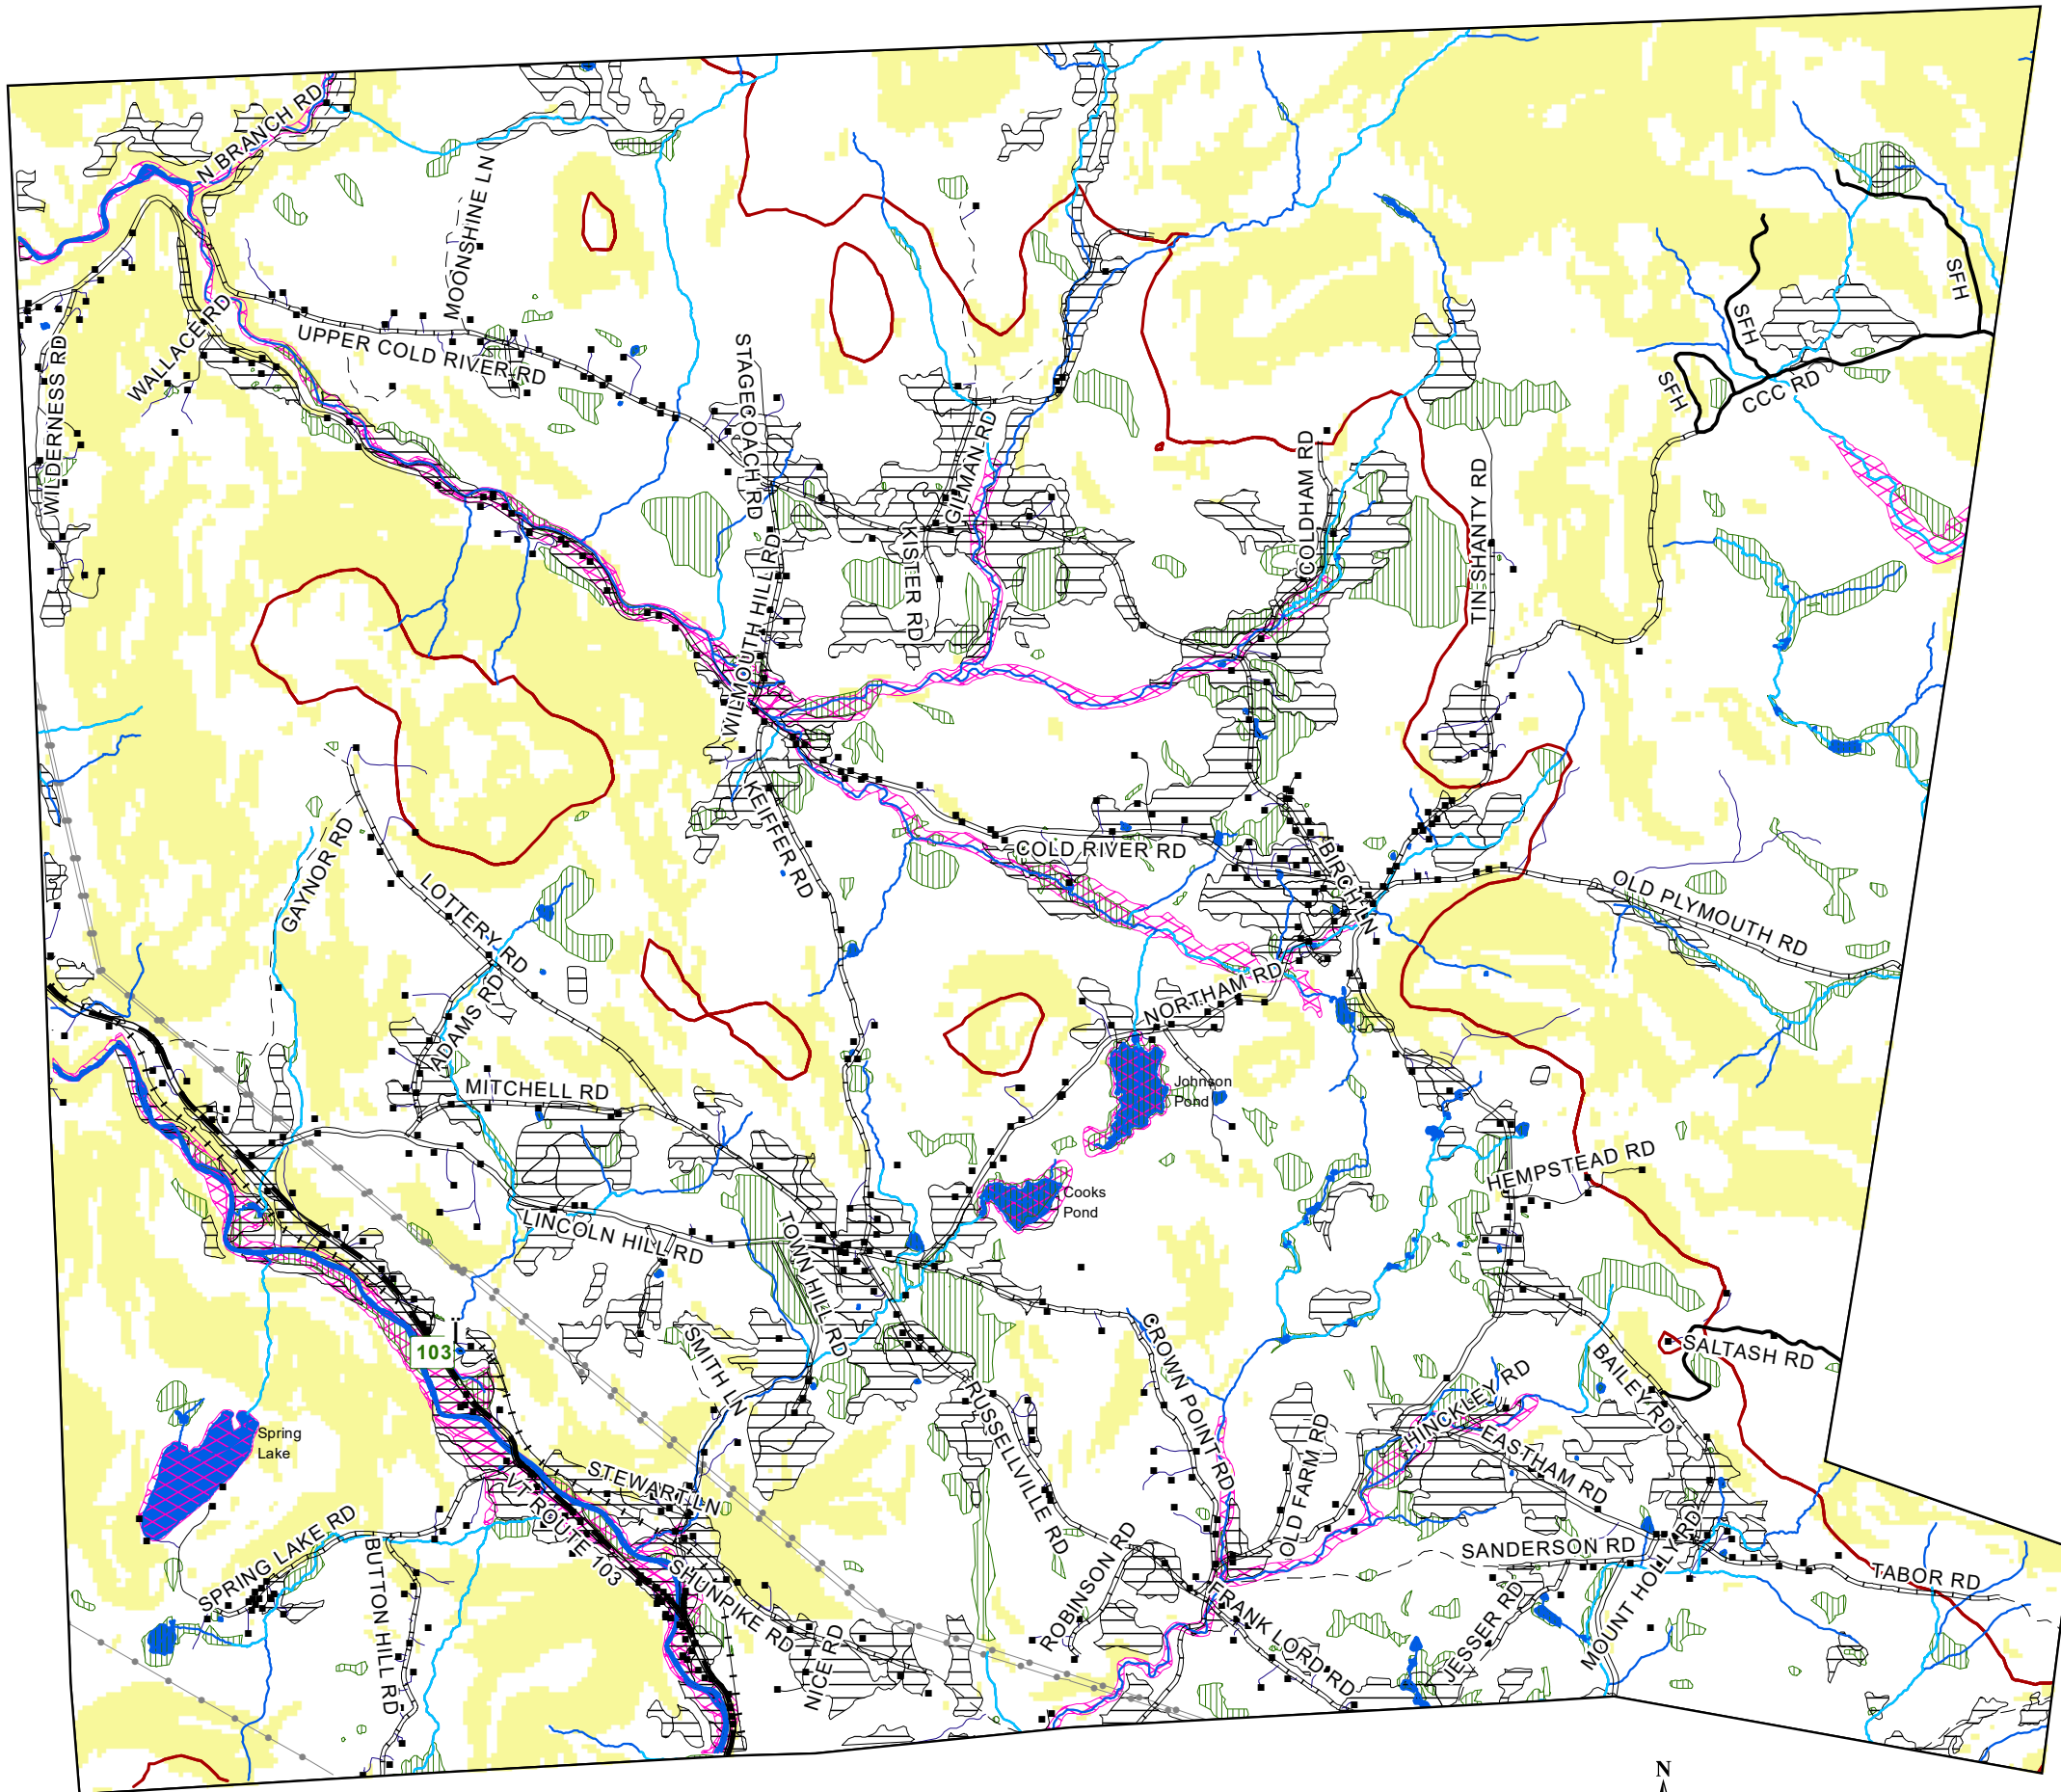 N BRANCH RD
MOONSHINE LN
SFH
SFH
SFH
CCC RD
WALLACE RD
UPPER COLD RIVER RD
WILDERNESS RD
STAGECOACH RD
GILMAN RD
KISTER RD
COLDHAM RD
TIN SHANTY RD
WILMOUTH HILL RD
KEIFFER RD
COLD RIVER RD
BIRCH LN
OLD PLYMOUTH RD
GAYNOR RD
LOTTERY RD
ADAMS RD
MITCHELL RD
NORTHAM RD
Johnson
Pond
Cooks
Pond
HEMPSTEAD RD
LINCOLN HILL RD
TOWN HILL RD
103
SMITH LN
CROWN POINT RD
SALTASH RD
BAILEY RD
HINCKLEY RD
EASTHAM RD
OLD FARM RD
RUSSELLVILLE RD
Spring
Lake
STEWART LN
VT ROUTE 103
SPRING LAKE RD
BUTTON HILL RD
SHUNPIKE RD
NICE RD
ROBINSON RD
FRANK LORD RD
SANDERSON RD
JESSER RD
MOUNT HOLLY RD
TABOR RD
N